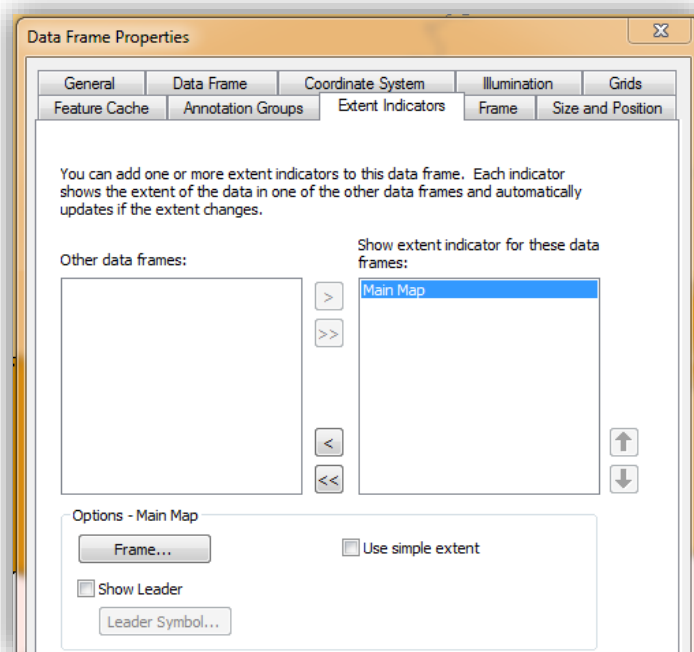 Data Frame Properties
General Data Frame Coordinate System Illumination Grids
Feature Cache Annotation Groups Extent Indicators Frame Size and Position
You can add one or more extent indicators to this data frame. Each indicator
shows the extent of the data in one of the other data frames and automatically
updates if the extent changes.
Other data frames:
Show extent indicator for these data
frames:
Main Map
>
>>
<
<<
Options - Main Map
Frame... Use simple extent
Show Leader
Leader Symbol...